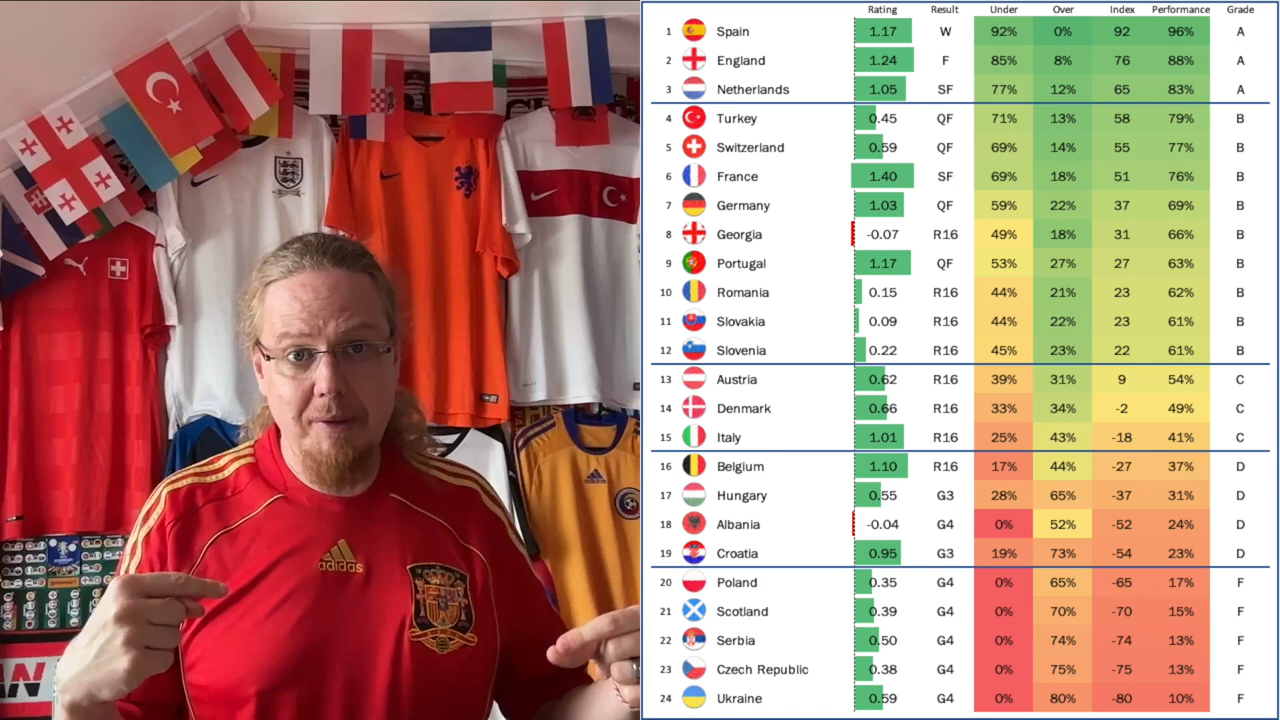 adidas
AN
Rating Result Under Over Index Performance Grade
1 Spain 1.17 W 92% 0% 92 96% A
2 England 1.24 F 85% 8% 76 88% A
3 Netherlands 1.05 SF 77% 12% 65 83% A
4 Turkey 0.45 QF 71% 13% 58 79% B
5 Switzerland 0.59 QF 69% 14% 55 77% B
6 France 1.40 SF 69% 18% 51 76% B
7 Germany 1.03 QF 59% 22% 37 69% B
8 Georgia -0.07 R16 49% 18% 31 66% B
9 Portugal 1.17 QF 53% 27% 27 63% B
10 Romania 0.15 R16 44% 21% 23 62% B
11 Slovakia 0.09 R16 44% 22% 23 61% B
12 Slovenia 0.22 R16 45% 23% 22 61% B
13 Austria 0.62 R16 39% 31% 9 54% C
14 Denmark 0.66 R16 33% 34% -2 49% C
15 Italy 1.01 R16 25% 43% -18 41% C
16 Belgium 1.10 R16 17% 44% -27 37% D
17 Hungary 0.55 G3 28% 65% -37 31% D
18 Albania -0.04 G4 0% 52% -52 24% D
19 Croatia 0.95 G3 19% 73% -54 23% D
20 Poland 0.35 G4 0% 65% -65 17% F
21 Scotland 0.39 G4 0% 70% -70 15% F
22 Serbia 0.50 G4 0% 74% -74 13% F
23 Czech Republic 0.38 G4 0% 75% -75 13% F
24 Ukraine 0.59 G4 0% 80% -80 10% F